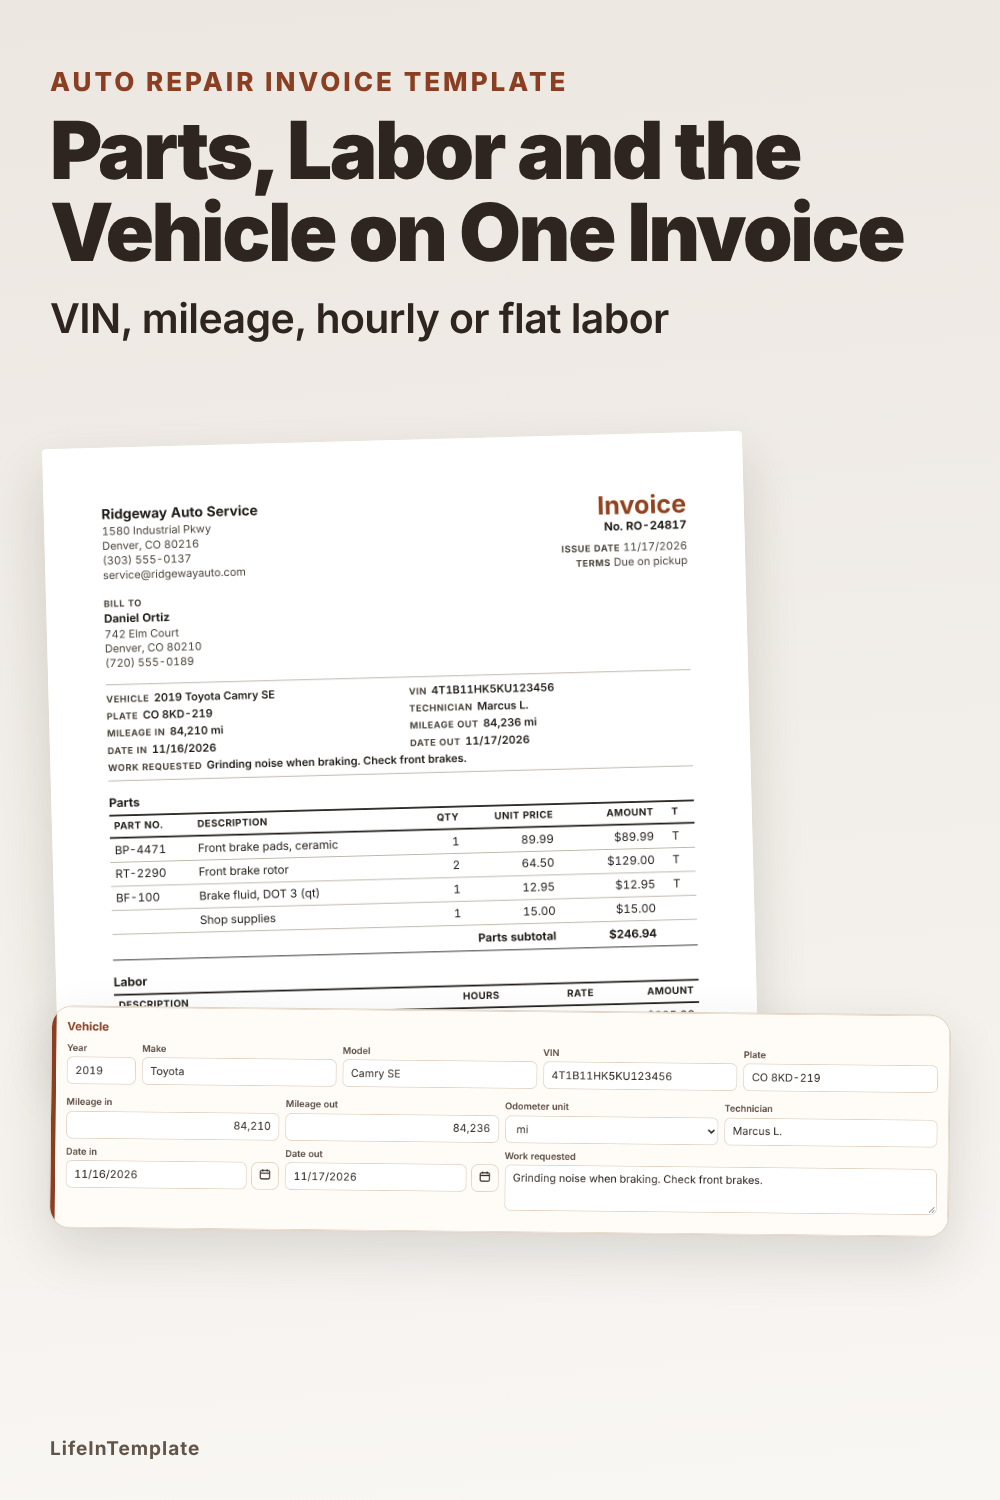 AUTO REPAIR INVOICE TEMPLATE
Parts, Labor and the
Vehicle on One Invoice
VIN, mileage, hourly or flat labor
Ridgeway Auto Service
1580 Industrial Pkwy
Denver, CO 80216
(303) 555-0137
service@ridgewayauto.com
Invoice
No. RO-24817
ISSUE DATE 11/17/2026
TERMS Due on pickup
BILL TO
Daniel Ortiz
742 Elm Court
Denver, CO 80210
(720) 555-0189
VEHICLE 2019 Toyota Camry SE
VIN 4T1B11HK5KU123456
PLATE CO 8KD-219
TECHNICIAN Marcus L.
MILEAGE IN 84,210 mi
MILEAGE OUT 84,236 mi
DATE IN 11/16/2026
DATE OUT 11/17/2026
WORK REQUESTED Grinding noise when braking. Check front brakes.
Parts
PART NO. DESCRIPTION QTY UNIT PRICE AMOUNT T
BP-4471 Front brake pads, ceramic 1 89.99 $89.99 T
RT-2290 Front brake rotor 2 64.50 $129.00 T
BF-100 Brake fluid, DOT 3 (qt) 1 12.95 $12.95 T
Shop supplies 1 15.00 $15.00
Parts subtotal $246.94
Labor
DESCRIPTION HOURS RATE AMOUNT
Vehicle
Year Make Model VIN Plate
2019 Toyota Camry SE 4T1B11HK5KU123456 CO 8KD-219
Mileage in Mileage out Odometer unit Technician
84,210 84,236 mi Marcus L.
Date in Date out Work requested
11/16/2026 11/17/2026 Grinding noise when braking. Check front brakes.
LifeInTemplate